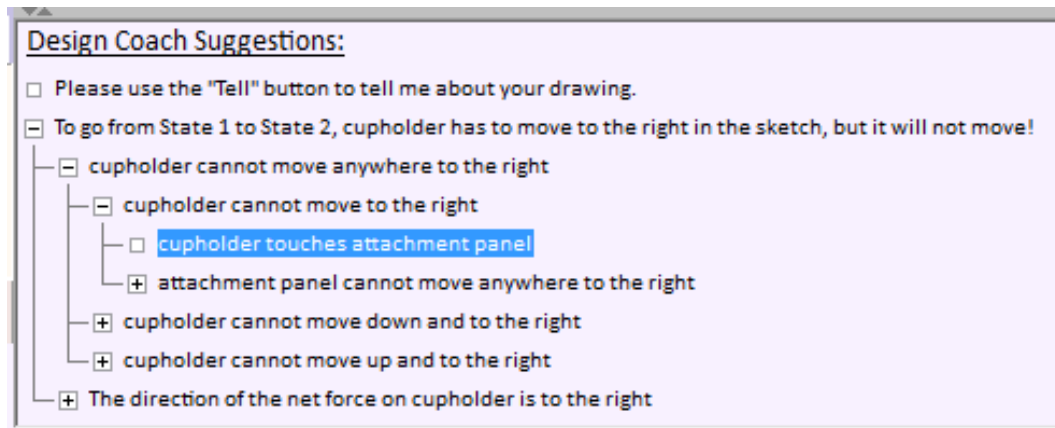 Design Coach Suggestions:
Please use the "Tell" button to tell me about your drawing.
To go from State 1 to State 2, cupholder has to move to the right in the sketch, but it will not move!
cupholder cannot move anywhere to the right
cupholder cannot move to the right
cupholder touches attachment panel
attachment panel cannot move anywhere to the right
cupholder cannot move down and to the right
cupholder cannot move up and to the right
The direction of the net force on cupholder is to the right